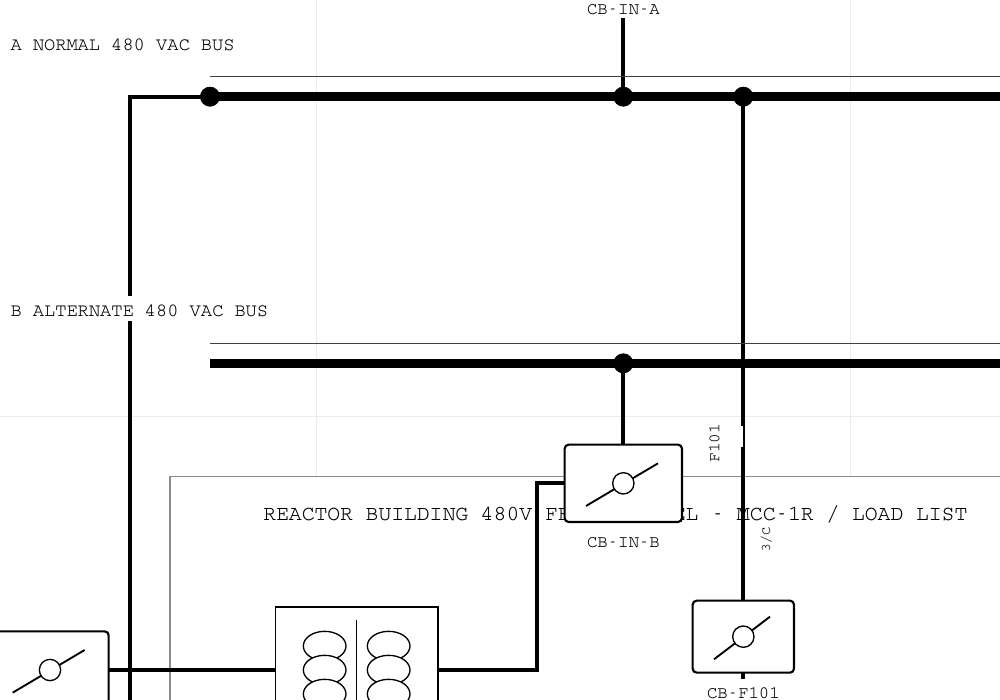 CB-IN-A
A NORMAL 480 VAC BUS
B ALTERNATE 480 VAC BUS
F101
REACTOR BUILDING 480V - MCC-1R / LOAD LIST
3/C
CB-IN-B
CB-F101